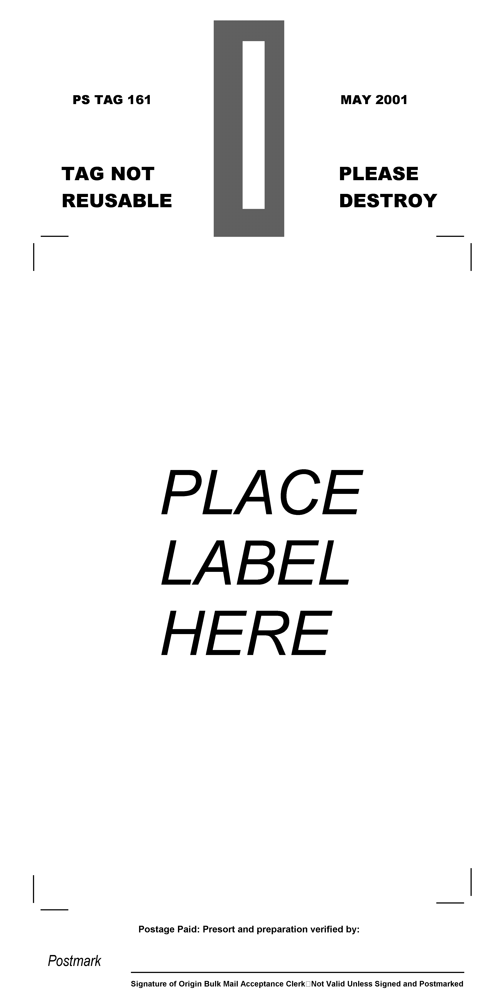 PS TAG 161
MAY 2001
TAG NOT
REUSABLE
PLEASE
DESTROY
PLACE
LABEL
HERE
Postage Paid: Presort and preparation verified by:
Postmark
Signature of Origin Bulk Mail Acceptance Clerk□Not Valid Unless Signed and Postmarked